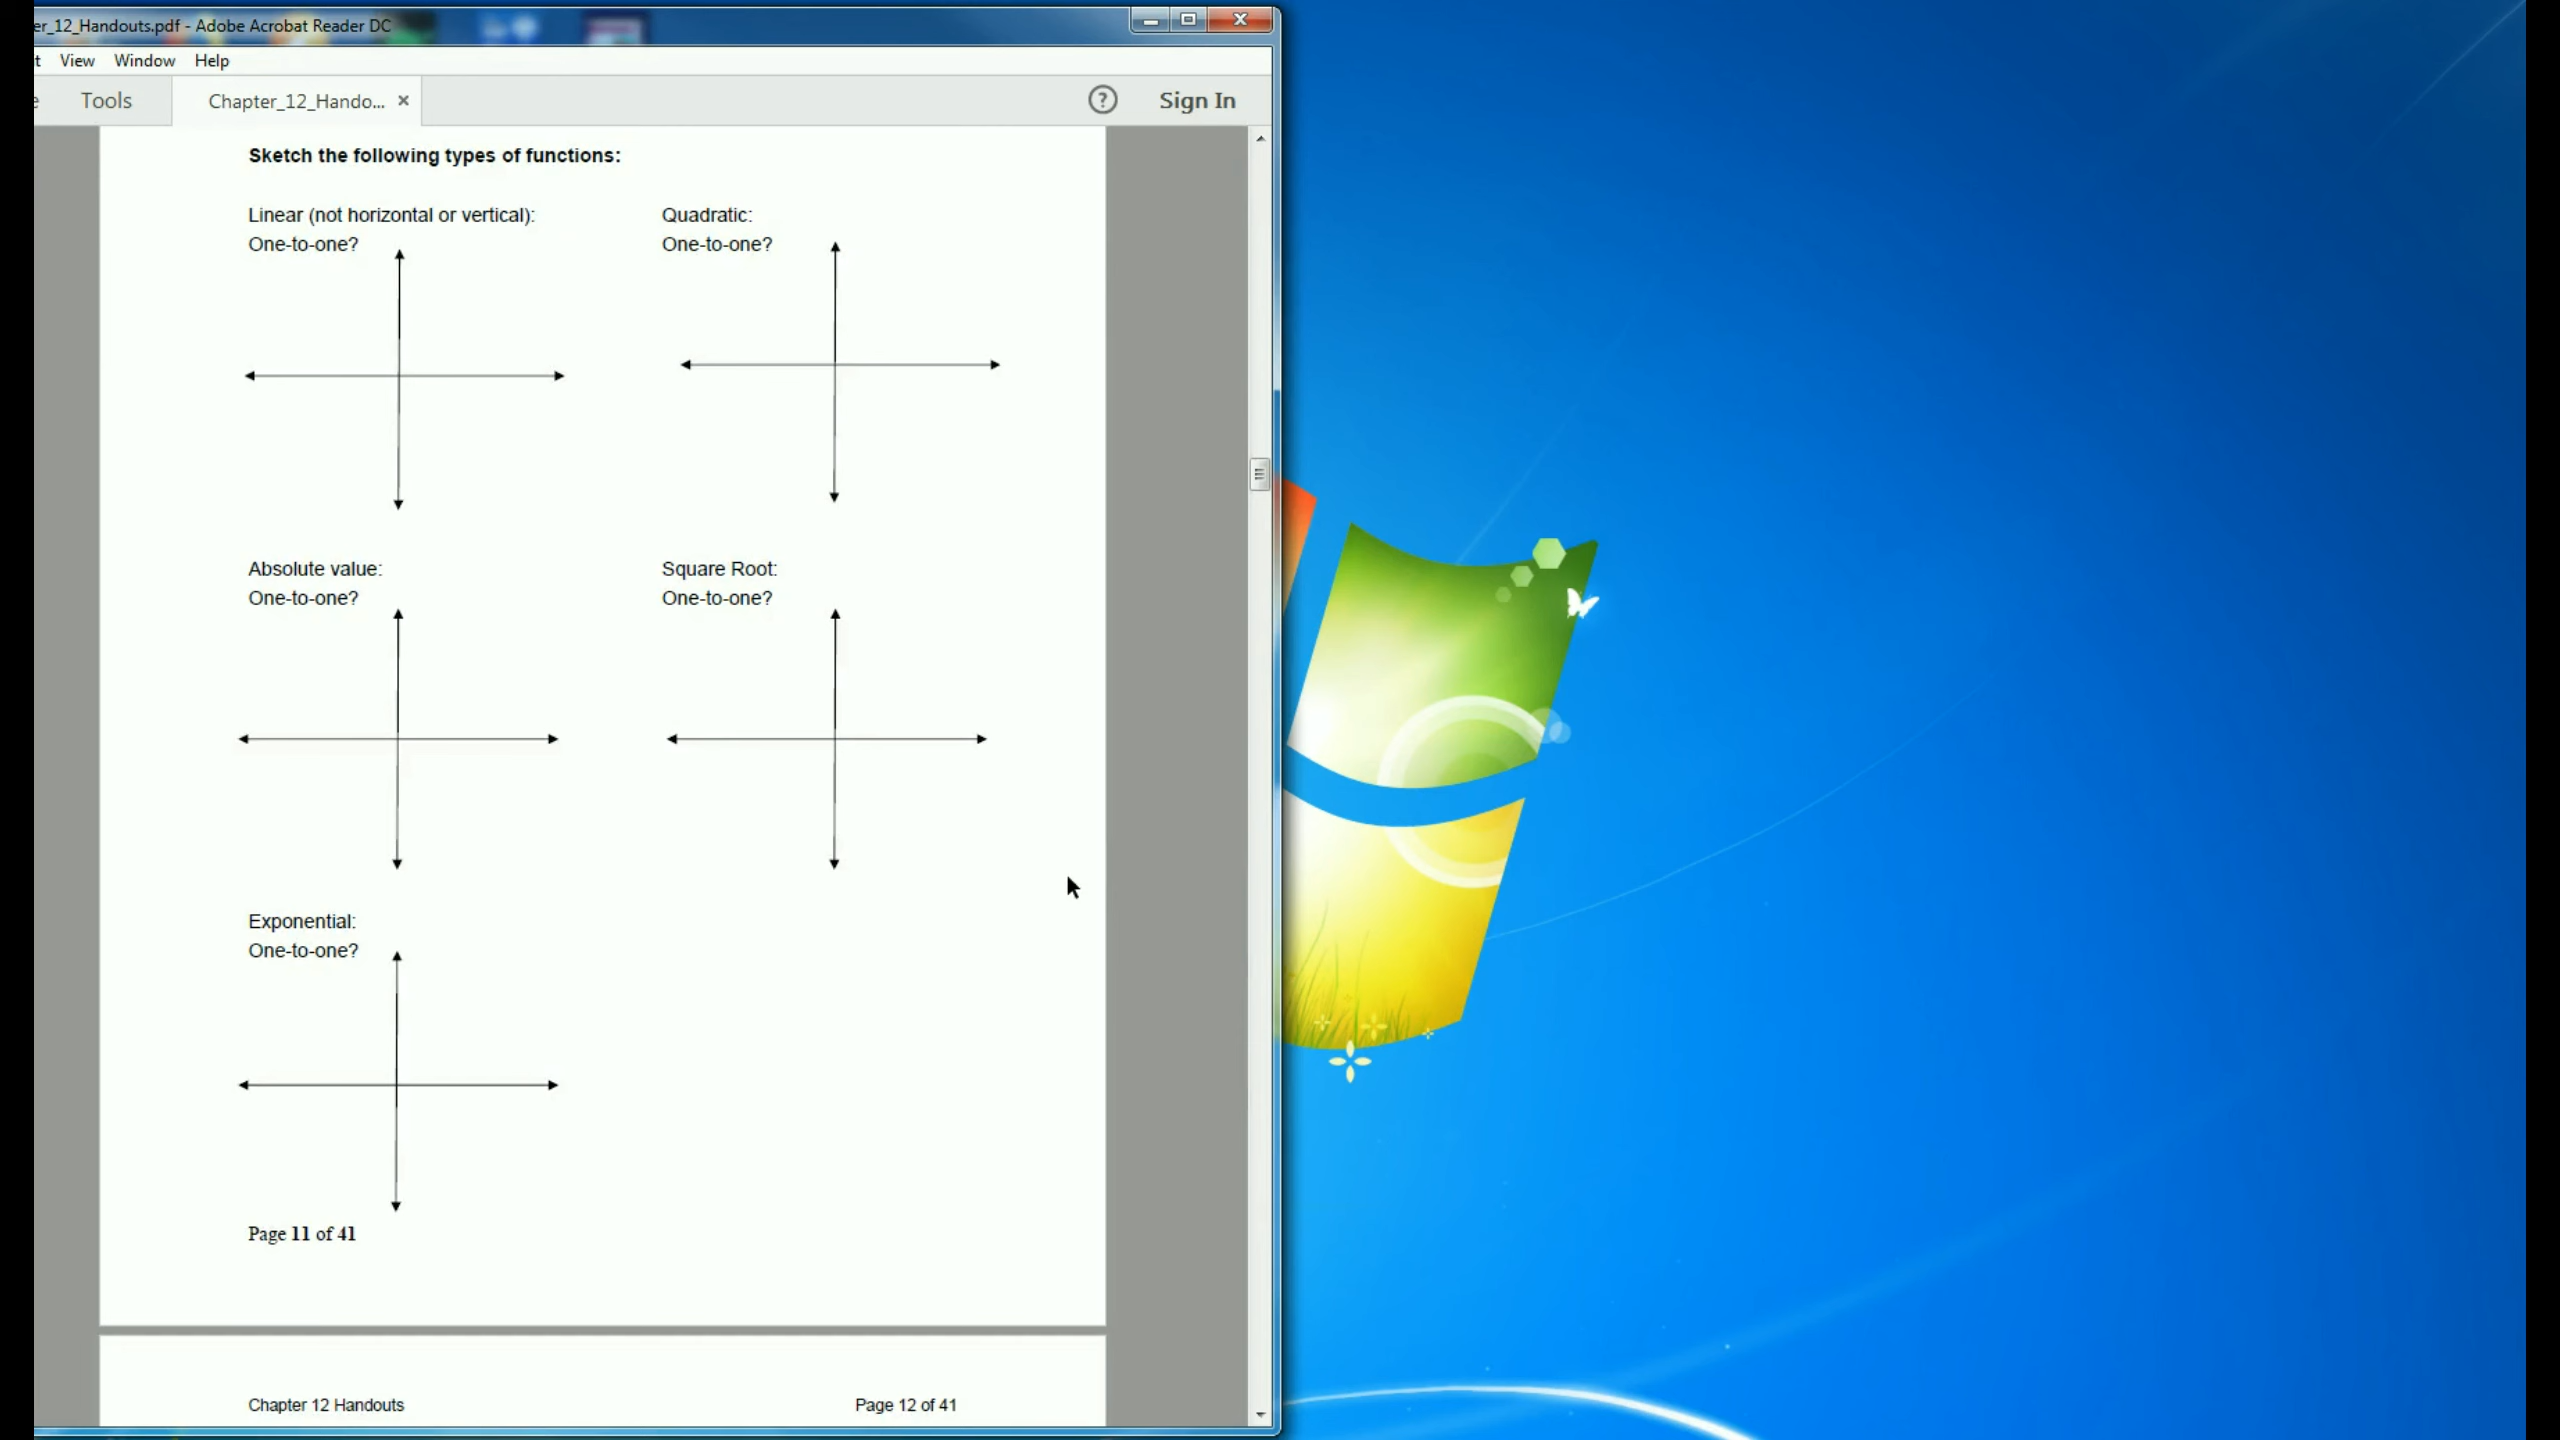 er_12_Handouts.pdf - Adobe Acrobat Reader DC
t View Window Help
e Tools Chapter_12_Hando... × ? Sign In
Sketch the following types of functions:
Linear (not horizontal or vertical): Quadratic:
One-to-one? One-to-one?
Absolute value: Square Root:
One-to-one? One-to-one?
Exponential:
One-to-one?
Page 11 of 41
Chapter 12 Handouts Page 12 of 41